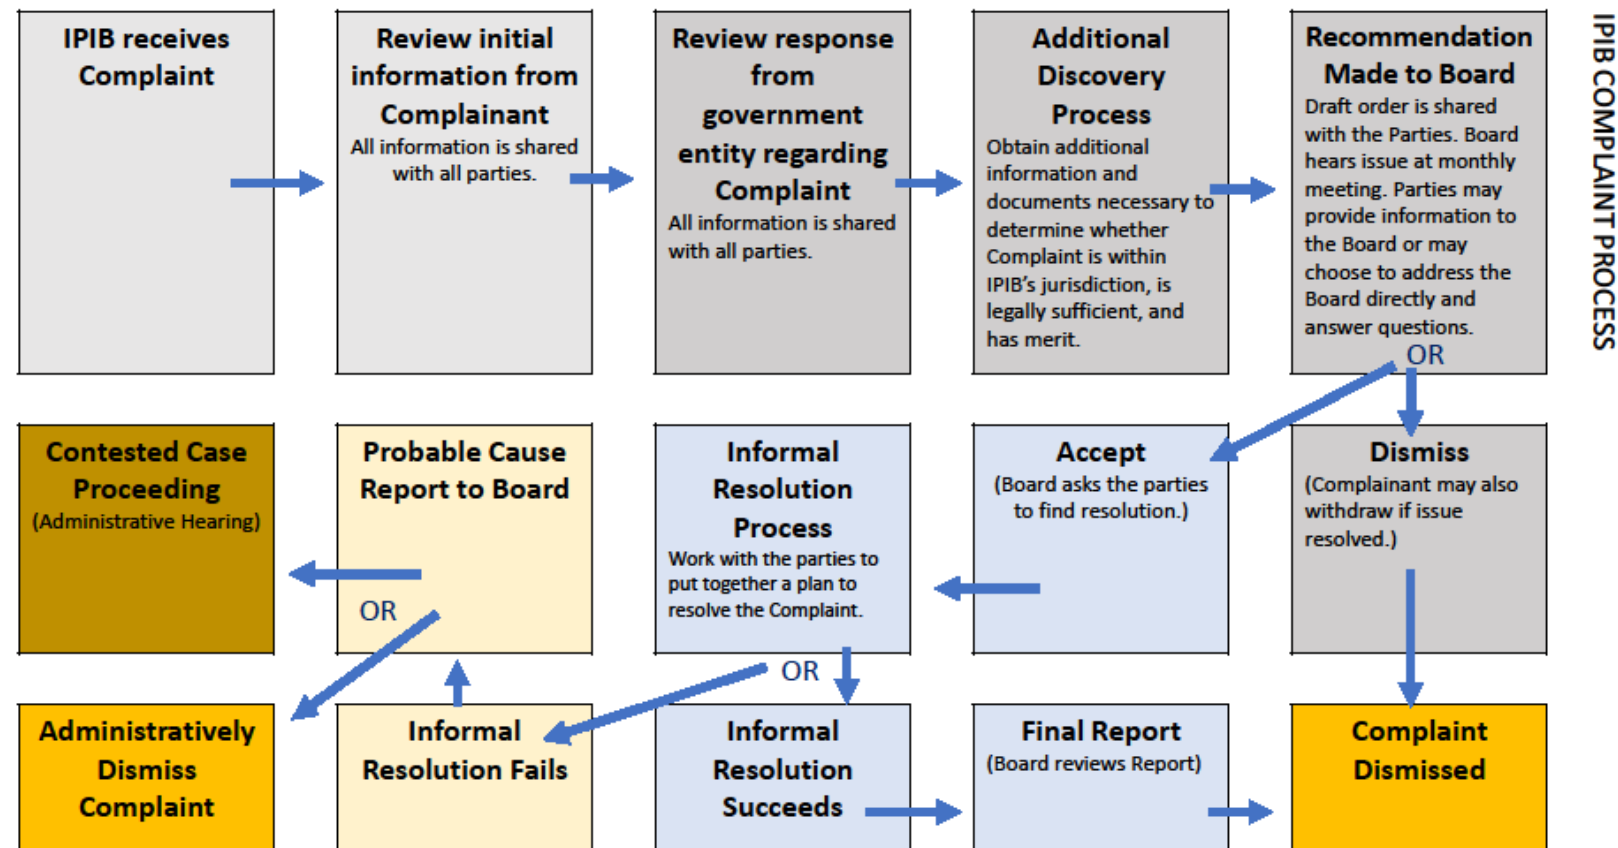 IPIB COMPLAINT PROCESS
IPIB receives
Complaint
Review initial
information from
Complainant
All information is shared
with all parties.
Review response
from
government
entity regarding
Complaint
All information is shared
with all parties.
Additional
Discovery
Process
Obtain additional
information and
documents necessary to
determine whether
Complaint is within
IPIB's jurisdiction, is
legally sufficient, and
has merit.
Recommendation
Made to Board
Draft order is shared
with the Parties. Board
hears issue at monthly
meeting. Parties may
provide information to
the Board or may
choose to address the
Board directly and
answer questions.
OR
Contested Case
Proceeding
(Administrative Hearing)
Probable Cause
Report to Board
OR
Informal
Resolution
Process
Work with the parties to
put together a plan to
resolve the Complaint.
OR
Accept
(Board asks the parties
to find resolution.)
Dismiss
(Complainant may also
withdraw if issue
resolved.)
Administratively
Dismiss
Complaint
Informal
Resolution Fails
Informal
Resolution
Succeeds
Final Report
(Board reviews Report)
Complaint
Dismissed